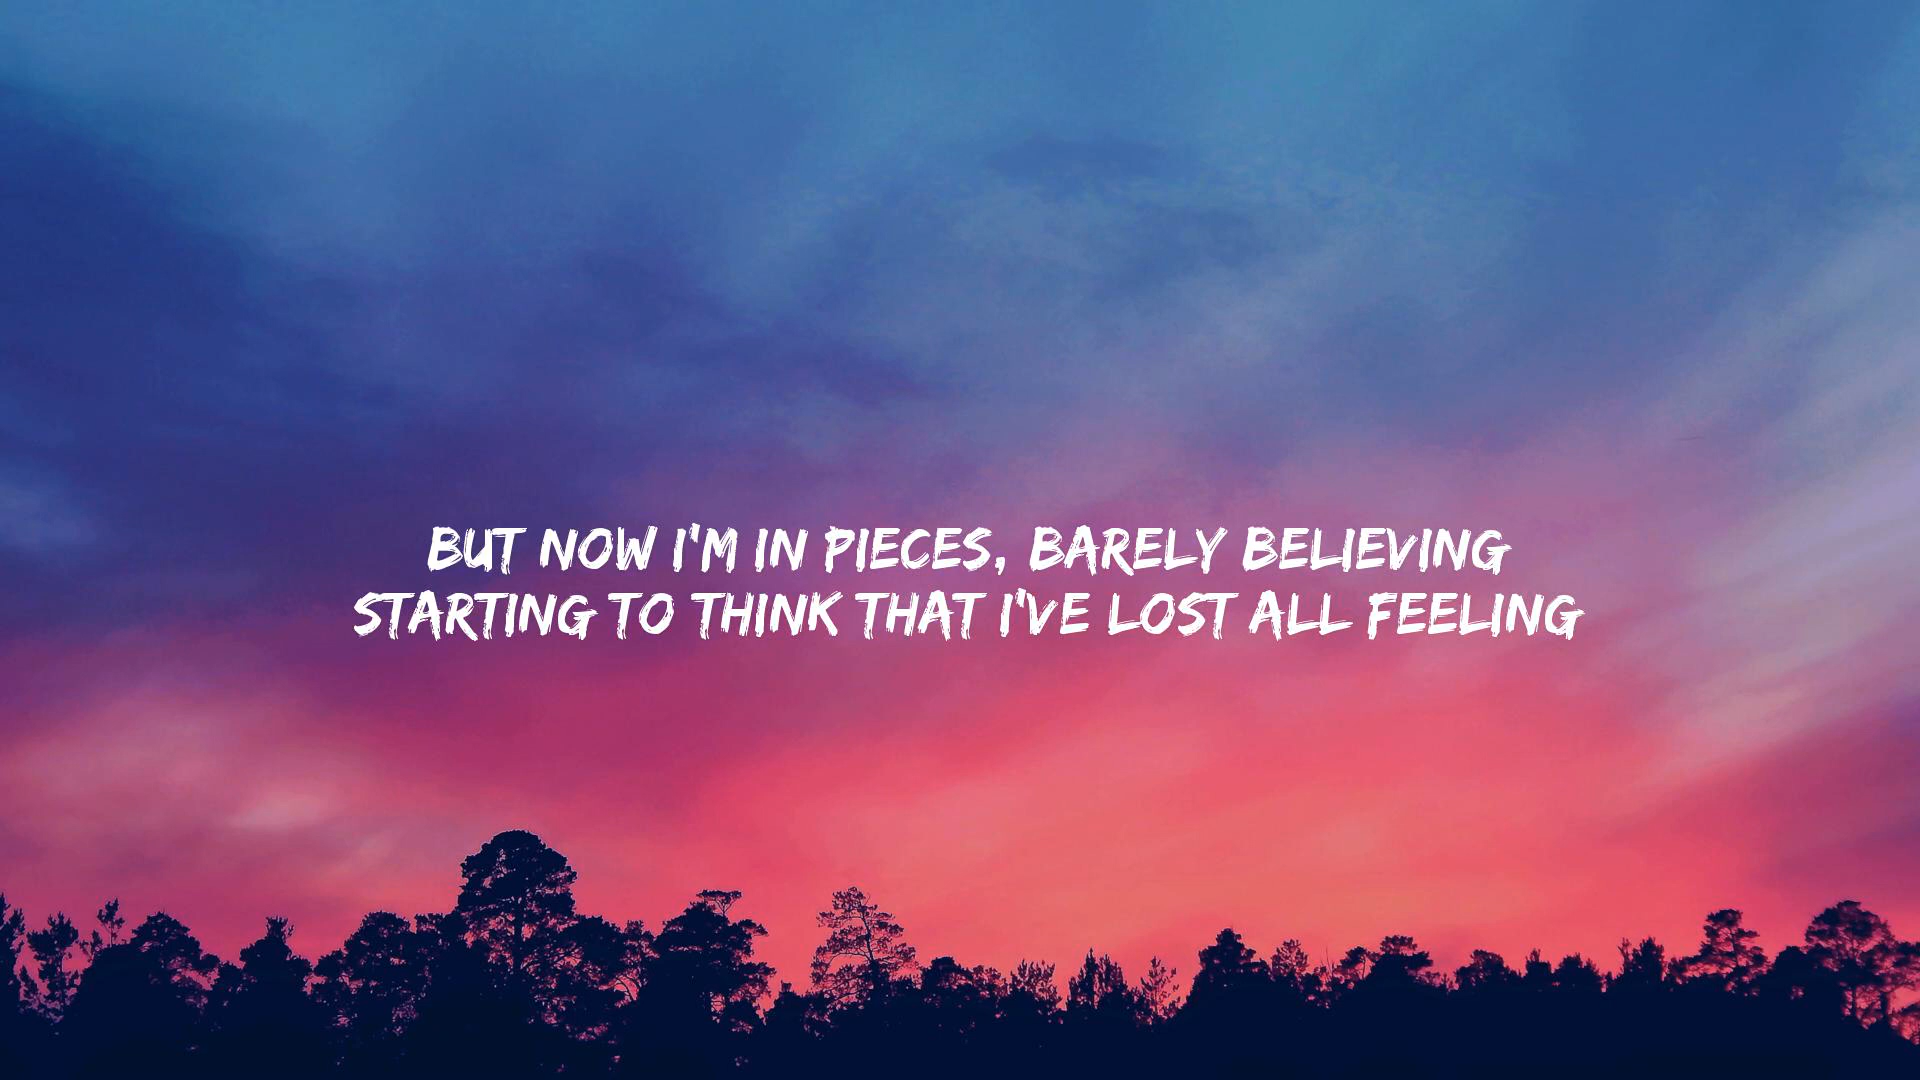 BUT NOW I'M IN PIECES, BARELY BELIEVING
STARTING TO THINK THAT I'VE LOST ALL FEELING